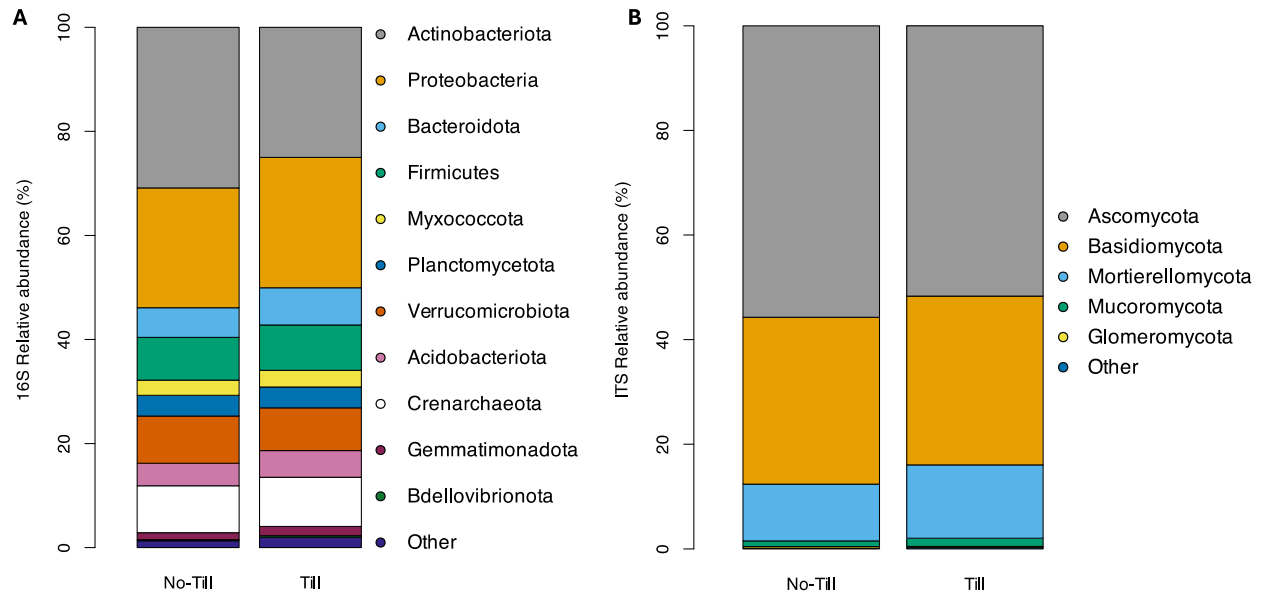 A
16S Relative abundance (%)
100
80
60
40
20
0
No-Till
Till
Actinobacteriota
Proteobacteria
Bacteroidota
Firmicutes
Myxococcota
Planctomycetota
Verrucomicrobiota
Acidobacteriota
Crenarchaeota
Gemmatimonadota
Bdellovibrionota
Other
B
ITS Relative abundance (%)
100
80
60
40
20
0
No-Till
Till
Ascomycota
Basidiomycota
Mortierellomycota
Mucoromycota
Glomeromycota
Other